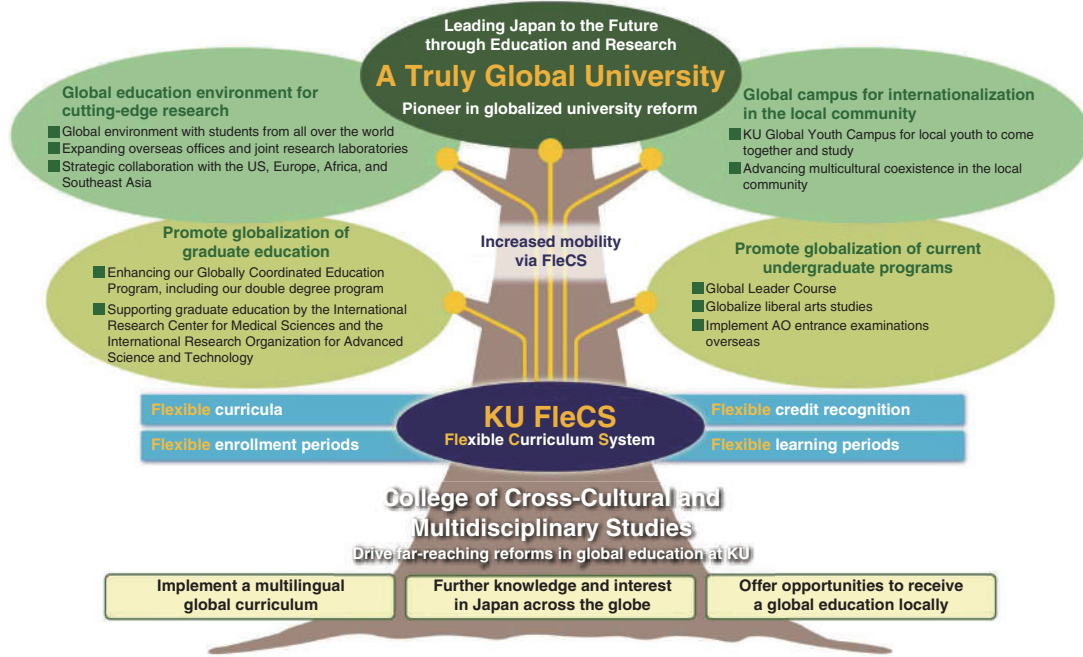 Leading Japan to the Future
through Education and Research
A Truly Global University
Pioneer in globalized university reform
Global education environment for
cutting-edge research
Global environment with students from all over the world
Expanding overseas offices and joint research laboratories
Strategic collaboration with the US, Europe, Africa, and
Southeast Asia
Global campus for internationalization
in the local community
KU Global Youth Campus for local youth to come
together and study
Advancing multicultural coexistence in the local
community
Promote globalization of
graduate education
Enhancing our Globally Coordinated Education
Program, including our double degree program
Supporting graduate education by the International
Research Center for Medical Sciences and the
International Research Organization for Advanced
Science and Technology
Increased mobility
via FleCS
Promote globalization of current
undergraduate programs
Global Leader Course
Globalize liberal arts studies
Implement AO entrance examinations
overseas
Flexible curricula
Flexible enrollment periods
KU FleCS
Flexible Curriculum System
Flexible credit recognition
Flexible learning periods
College of Cross-Cultural and
Multidisciplinary Studies
Drive far-reaching reforms in global education at KU
Implement a multilingual
global curriculum
Further knowledge and interest
in Japan across the globe
Offer opportunities to receive
a global education locally